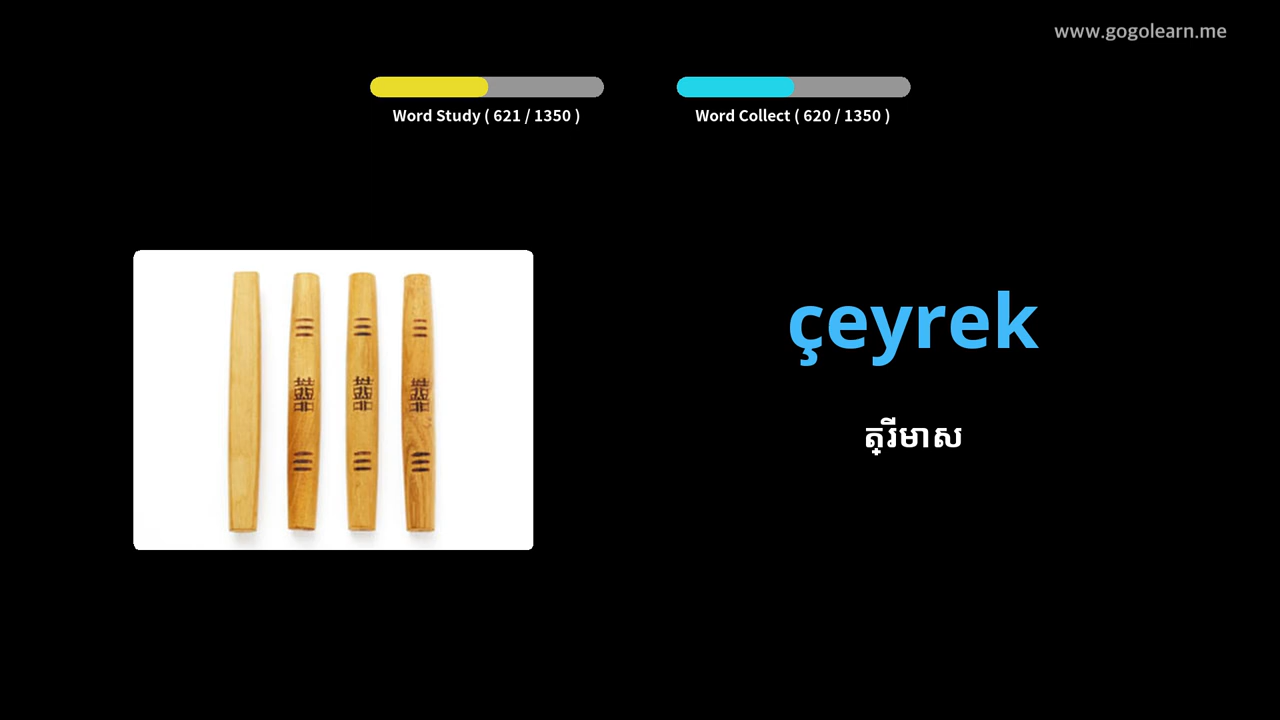 www.gogolearn.me
Word Study ( 621 / 1350 )
Word Collect ( 620 / 1350 )
çeyrek
ត្រីមាស